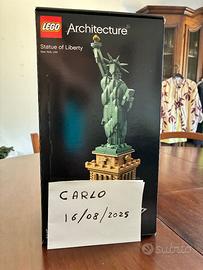 LEGO
Architecture
Statue of Liberty
New York, USA
CARLO
16/08/2025
subito